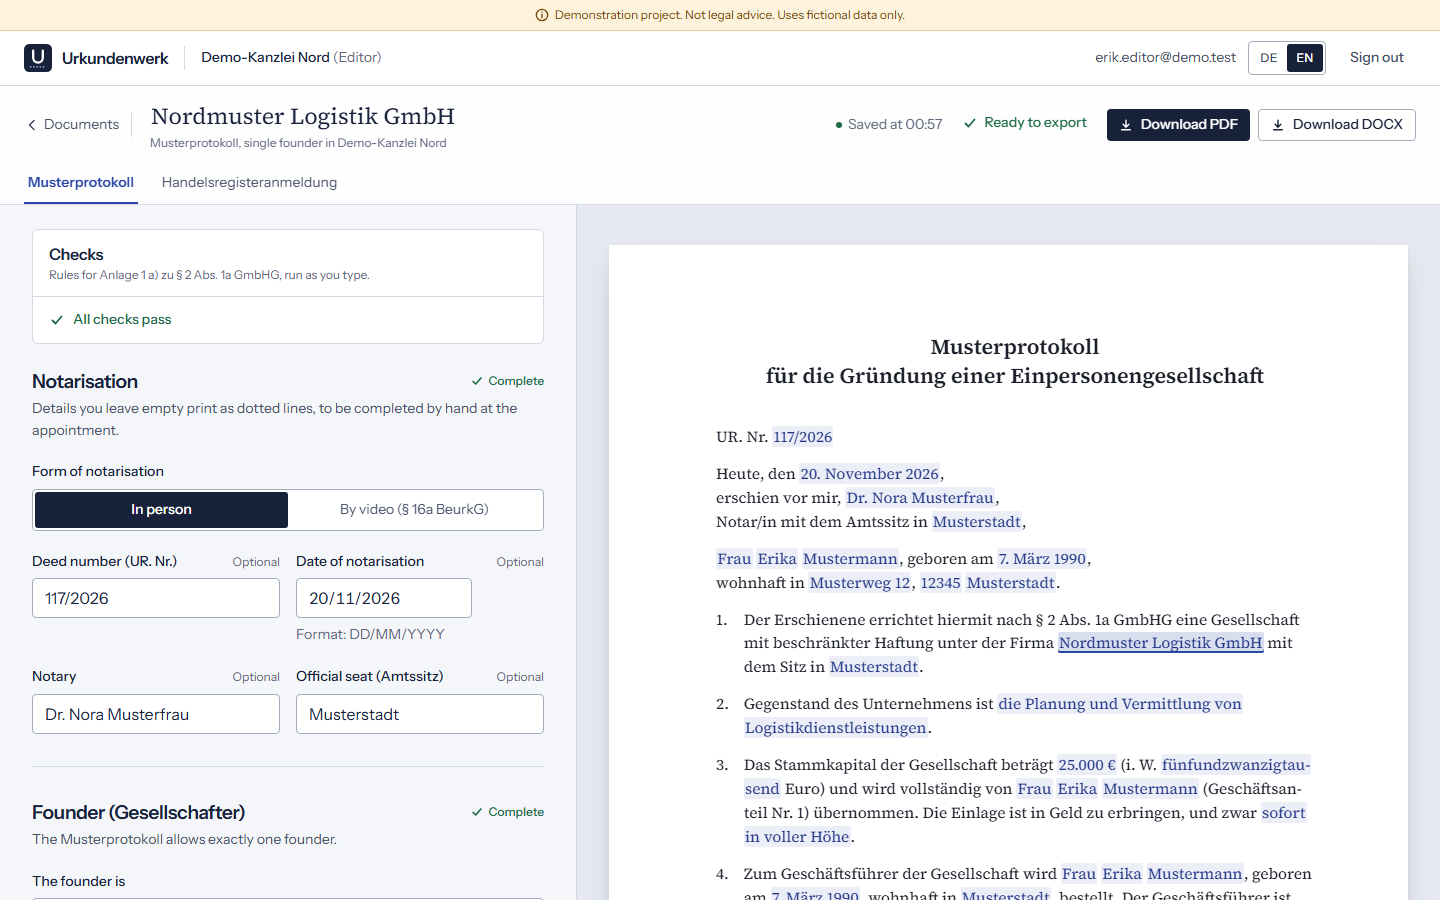 Demonstration project. Not legal advice. Uses fictional data only.
U Urkundenwerk
Demo-Kanzlei Nord (Editor)
erik.editor@demo.test
DE EN
Sign out
Documents
Nordmuster Logistik GmbH
Musterprotokoll, single founder in Demo-Kanzlei Nord
Saved at 00:57
Ready to export
Download PDF
Download DOCX
Musterprotokoll
Handelsregisteranmeldung
Checks
Rules for Anlage 1 a) zu § 2 Abs. 1a GmbHG, run as you type.
All checks pass
Notarisation
Complete
Details you leave empty print as dotted lines, to be completed by hand at the
appointment.
Form of notarisation
In person
By video (§ 16a BeurkG)
Deed number (UR. Nr.)
Optional
Date of notarisation
Optional
117/2026
20/11/2026
Format: DD/MM/YYYY
Notary
Optional
Official seat (Amtssitz)
Optional
Dr. Nora Musterfrau
Musterstadt
Founder (Gesellschafter)
Complete
The Musterprotokoll allows exactly one founder.
The founder is
Musterprotokoll
für die Gründung einer Einpersonengesellschaft
UR. Nr. 117/2026
Heute, den 20. November 2026,
erschien vor mir, Dr. Nora Musterfrau,
Notar/in mit dem Amtssitz in Musterstadt,
Frau Erika Mustermann, geboren am 7. März 1990,
wohnhaft in Musterweg 12, 12345 Musterstadt.
1. Der Erschienene errichtet hiermit nach § 2 Abs. 1a GmbHG eine Gesellschaft
mit beschränkter Haftung unter der Firma Nordmuster Logistik GmbH mit
dem Sitz in Musterstadt.
2. Gegenstand des Unternehmens ist die Planung und Vermittlung von
Logistikdienstleistungen.
3. Das Stammkapital der Gesellschaft beträgt 25.000 € (i. W. fünfundzwanzigtau-
send Euro) und wird vollständig von Frau Erika Mustermann (Geschäftsan-
teil Nr. 1) übernommen. Die Einlage ist in Geld zu erbringen, und zwar sofort
in voller Höhe.
4. Zum Geschäftsführer der Gesellschaft wird Frau Erika Mustermann, geboren
am 7. März 1990, wohnhaft in Musterstadt, bestellt. Der Geschäftsführer ist